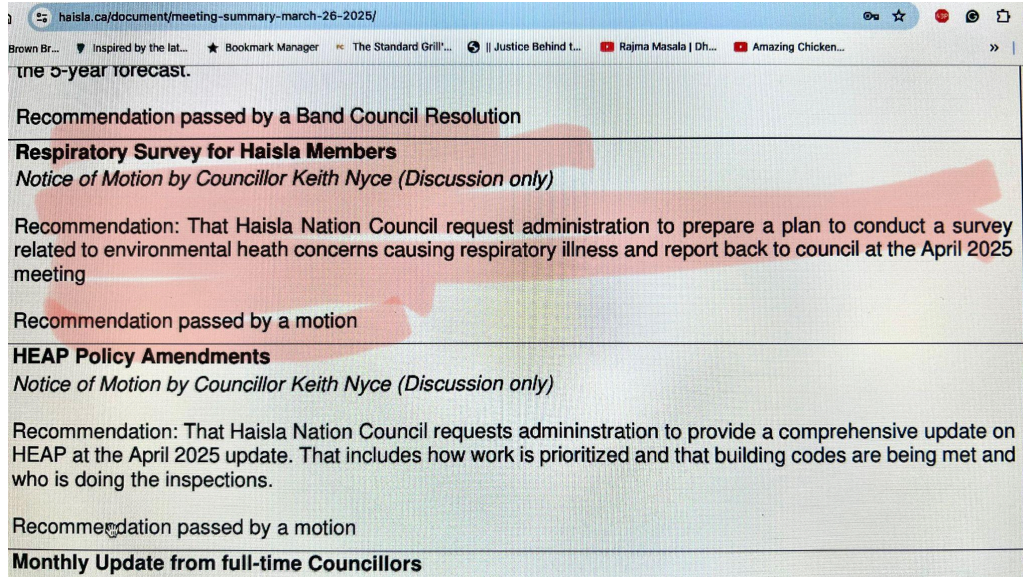 haisla.ca/document/meeting-summary-march-26-2025/
Brown Br... Inspired by the lat... Bookmark Manager The Standard Grill'... || Justice Behind t... Rajma Masala | Dh... Amazing Chicken... »
the 5-year forecast.
Recommendation passed by a Band Council Resolution
Respiratory Survey for Haisla Members
Notice of Motion by Councillor Keith Nyce (Discussion only)
Recommendation: That Haisla Nation Council request administration to prepare a plan to conduct a survey
related to environmental heath concerns causing respiratory illness and report back to council at the April 2025
meeting
Recommendation passed by a motion
HEAP Policy Amendments
Notice of Motion by Councillor Keith Nyce (Discussion only)
Recommendation: That Haisla Nation Council requests admininstration to provide a comprehensive update on
HEAP at the April 2025 update. That includes how work is prioritized and that building codes are being met and
who is doing the inspections.
Recommendation passed by a motion
Monthly Update from full-time Councillors